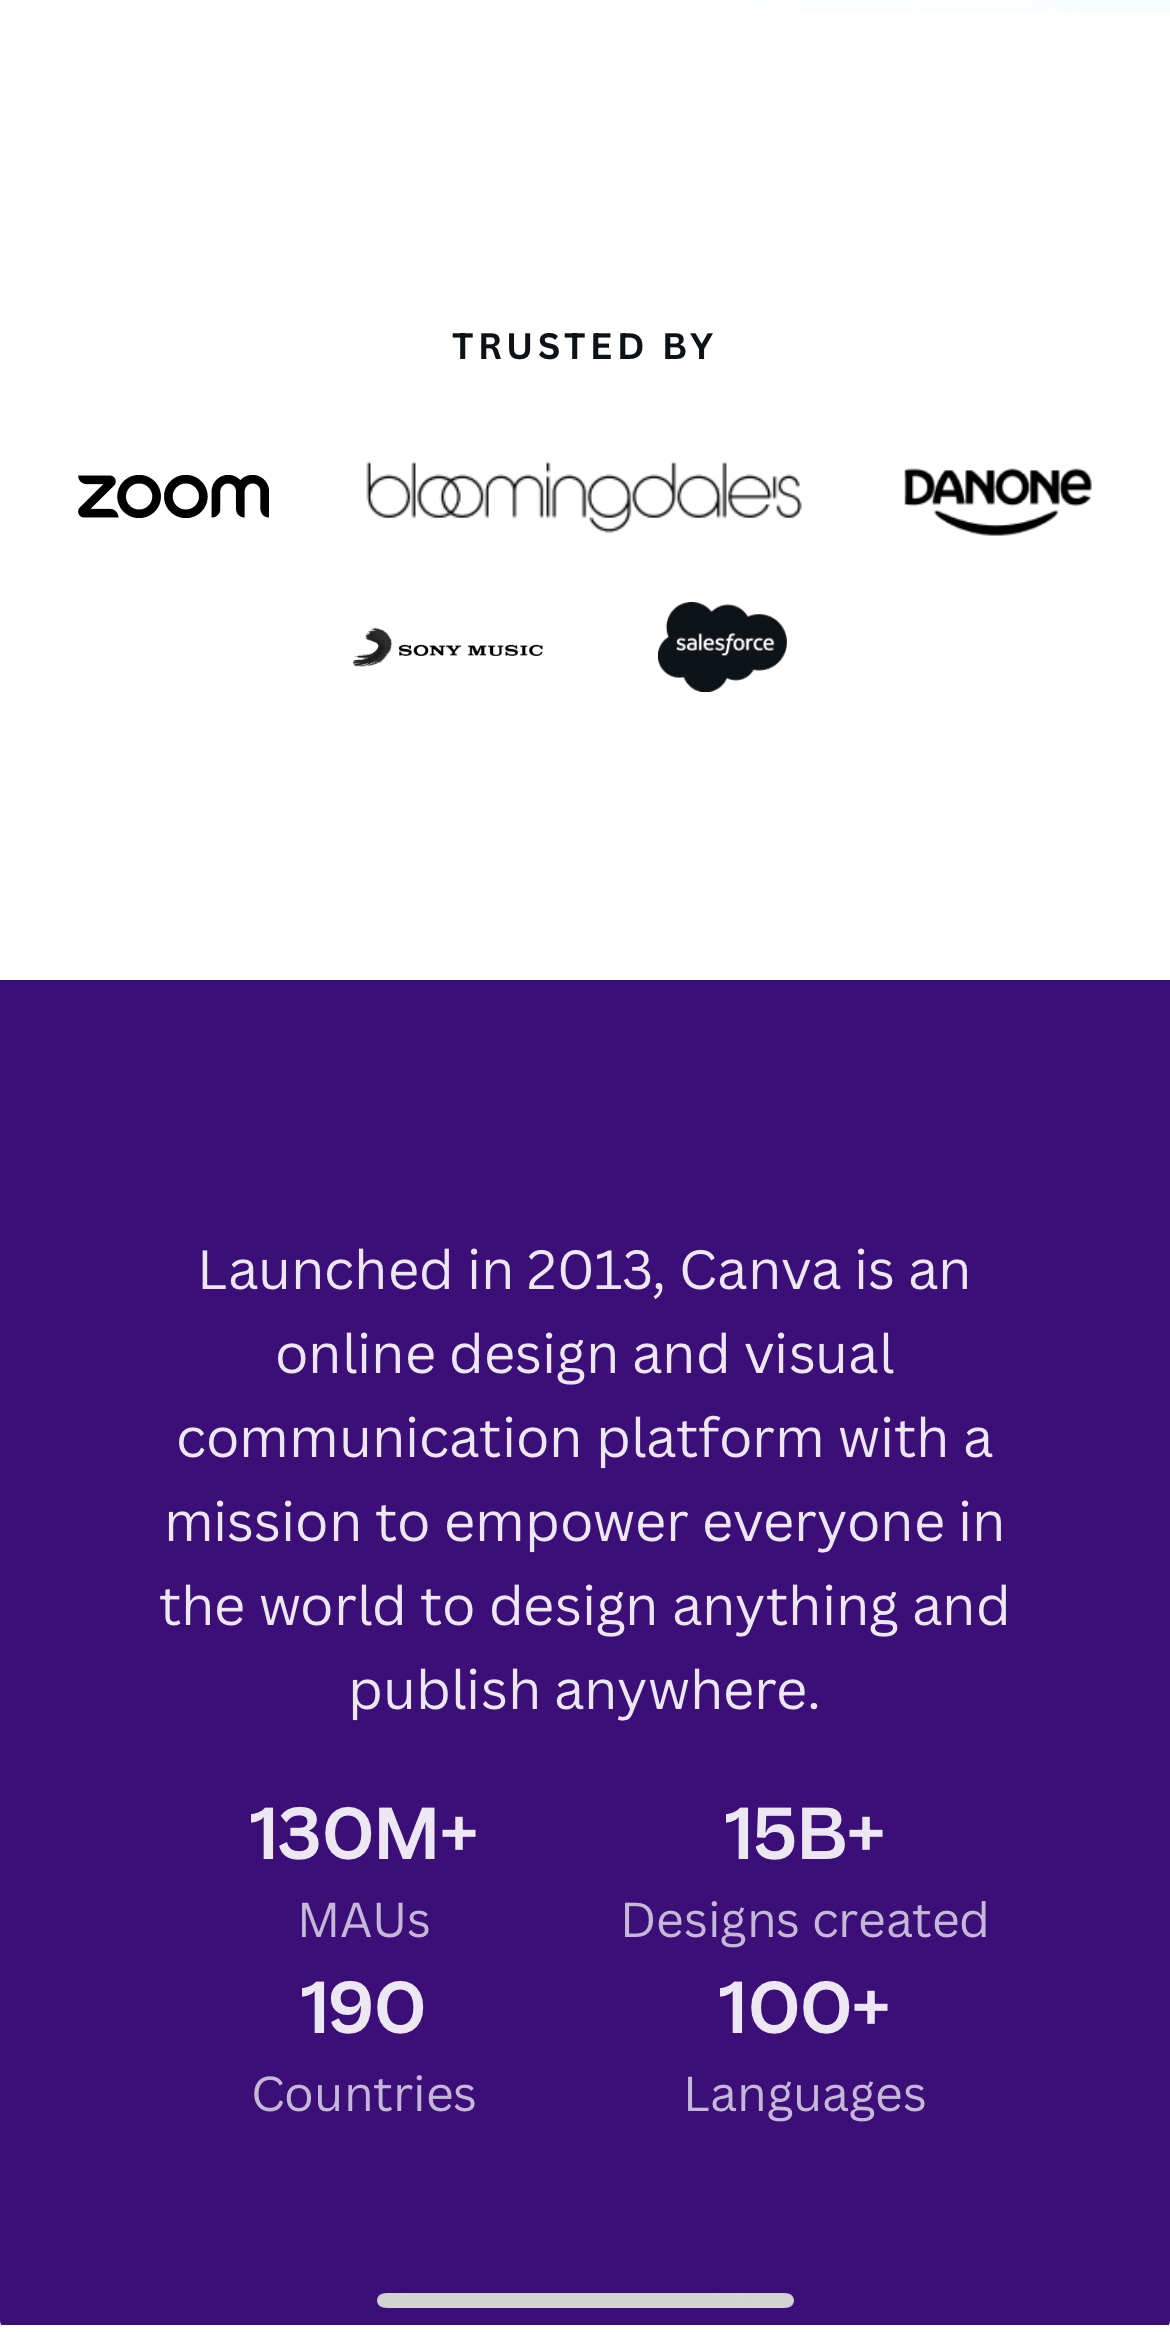 TRUSTED BY
zoom
bloomingdale's
DANONE
SONY MUSIC
salesforce
Launched in 2013, Canva is an
online design and visual
communication platform with a
mission to empower everyone in
the world to design anything and
publish anywhere.
130M+
MAUs
15B+
Designs created
190
Countries
100+
Languages